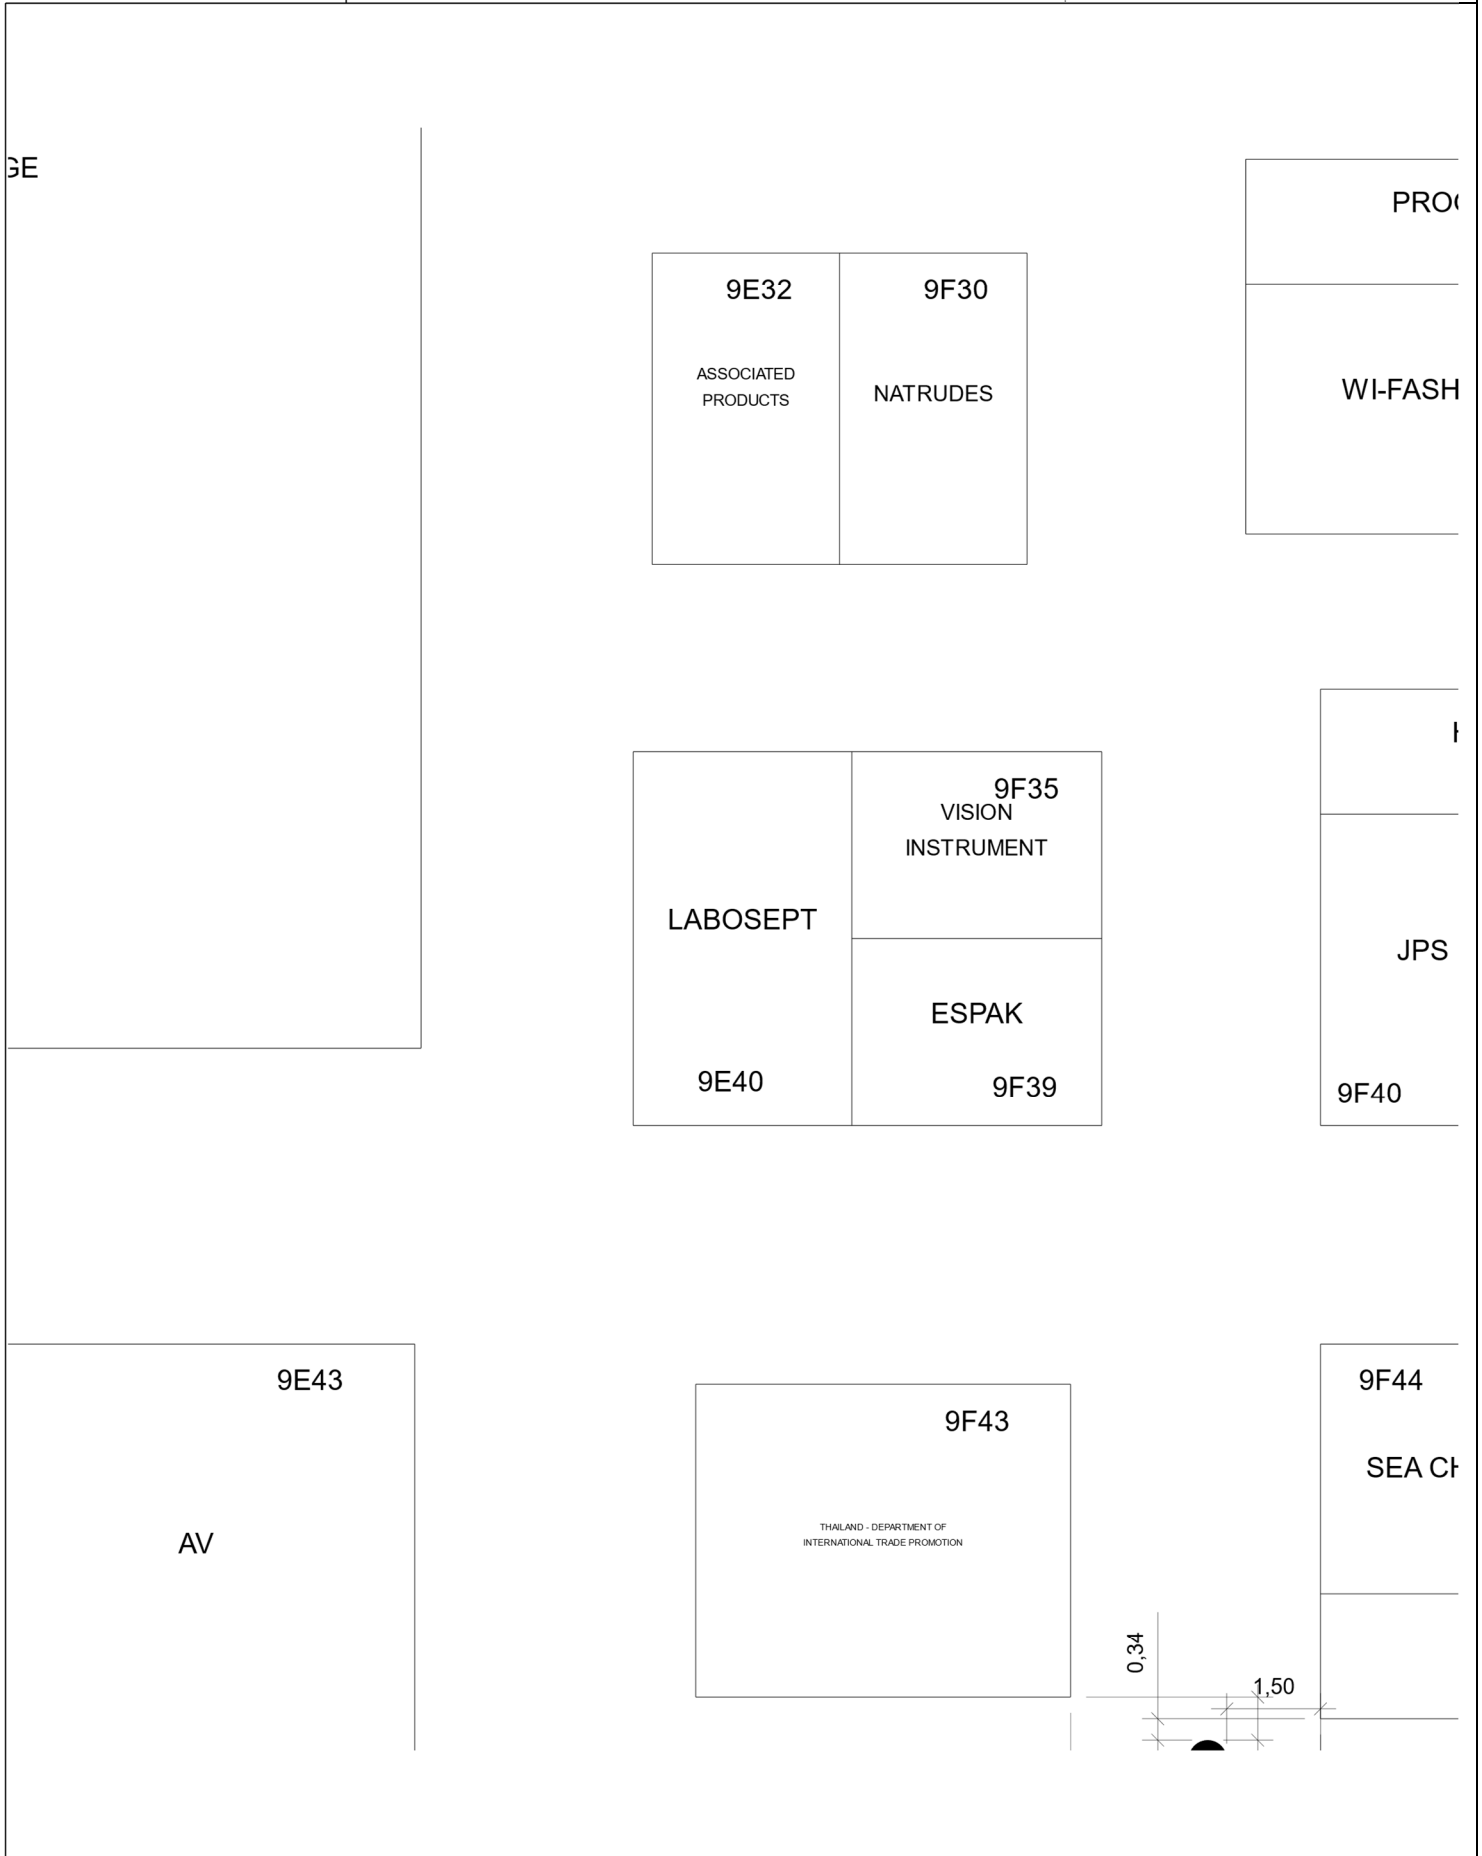 GE
9E32
ASSOCIATED
PRODUCTS
9F30
NATRUDES
WI-FASH
9F35
VISION
INSTRUMENT
LABOSEPT
9E40
ESPAK
9F39
JPS
9F40
9E43
AV
9F43
THAILAND - DEPARTMENT OF
INTERNATIONAL TRADE PROMOTION
9F44
SEA CH
0,34
1,50